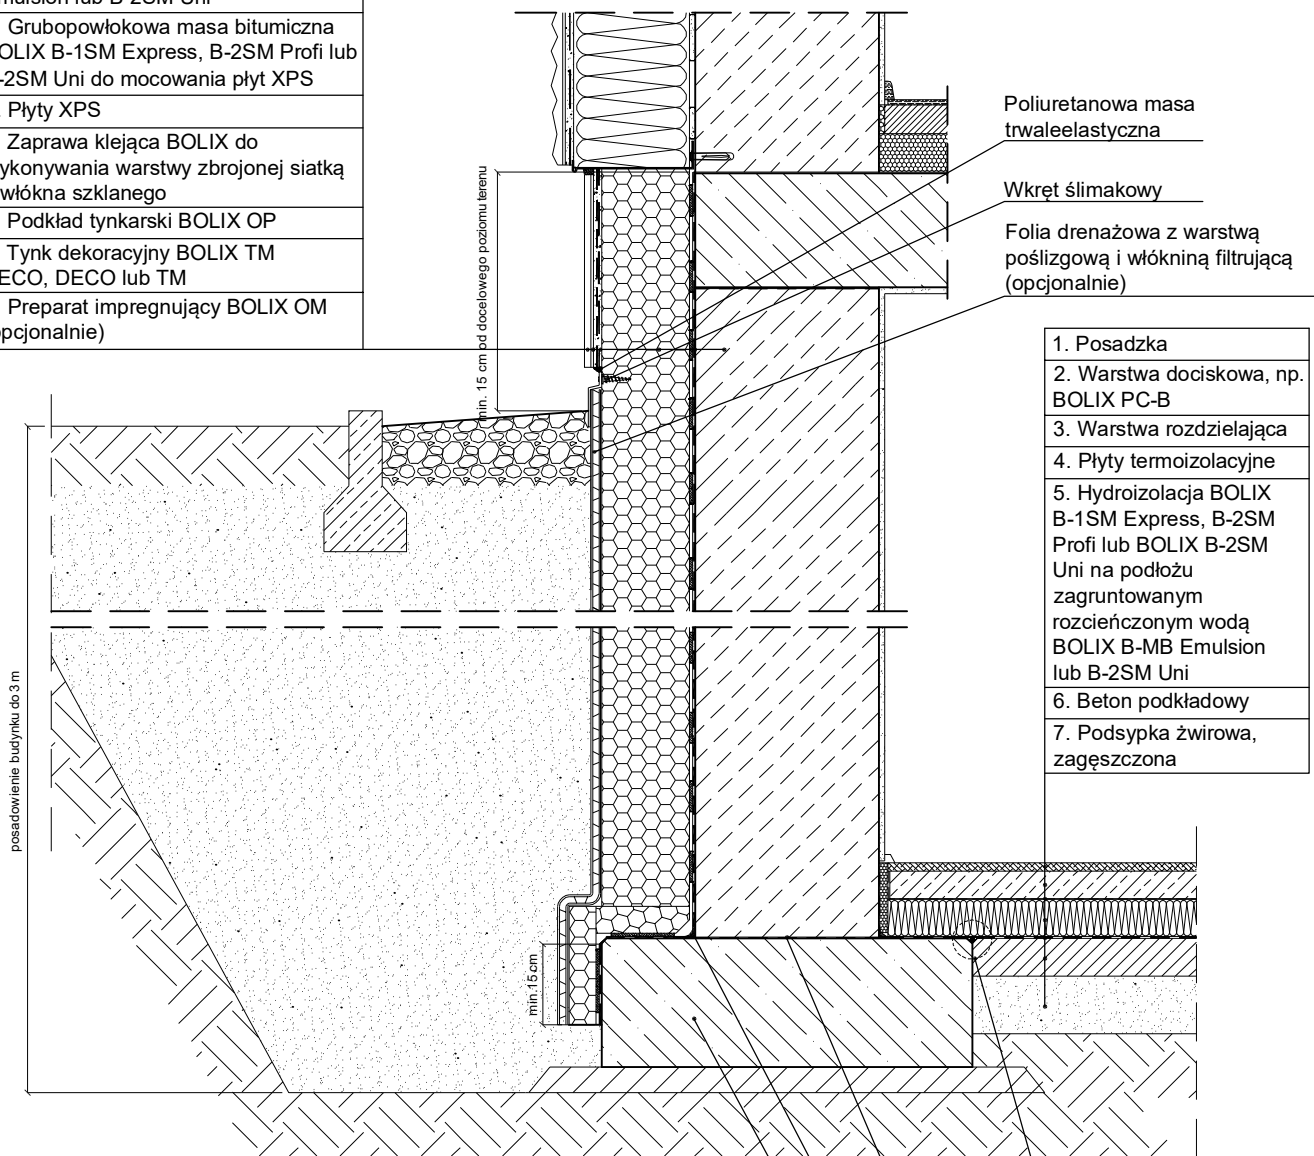 mulsion lub B-2SM Uni
Grubopowłokowa masa bitumiczna
OLIX B-1SM Express, B-2SM Profi lub
-2SM Uni do mocowania płyt XPS
Płyty XPS
Zaprawa klejąca BOLIX do
ykonywania warstwy zbrojonej siatką
włókna szklanego
Podkład tynkarski BOLIX OP
Tynk dekoracyjny BOLIX TM
ECO, DECO lub TM
Preparat impregnujący BOLIX OM
opcjonalnie)
min. 15 cm od docelowego poziomu terenu
Poliuretanowa masa
trwaleelastyczna
Wkręt ślimakowy
Folia drenażowa z warstwą
poślizgową i włókniną filtrującą
(opcjonalnie)
1. Posadzka
2. Warstwa dociskowa, np.
BOLIX PC-B
3. Warstwa rozdzielająca
4. Płyty termoizolacyjne
5. Hydroizolacja BOLIX
B-1SM Express, B-2SM
Profi lub BOLIX B-2SM
Uni na podłożu
zagruntowanym
rozcieńczonym wodą
BOLIX B-MB Emulsion
lub B-2SM Uni
6. Beton podkładowy
7. Podsypka żwirowa,
zagęszczona
posadowienie budynku do 3 m
min. 15 cm